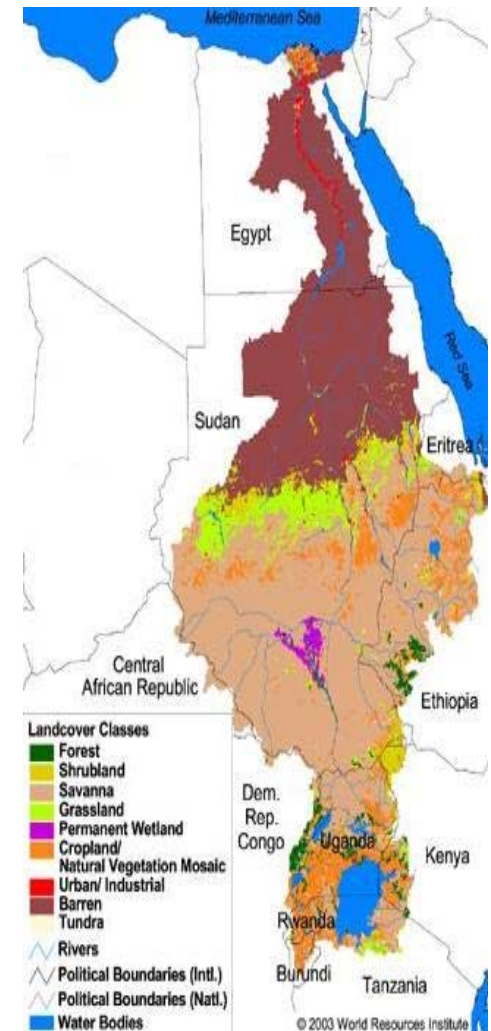 Mediterranean Sea
Egypt
Red Sea
Sudan
Eritrea
Central
African Republic
Ethiopia
Dem.
Rep.
Congo
Uganda
Kenya
Rwanda
Burundi
Tanzania
Landcover Classes
Forest
Shrubland
Savanna
Grassland
Permanent Wetland
Cropland/
Natural Vegetation Mosaic
Urban/ Industrial
Barren
Tundra
Rivers
Political Boundaries (Intl.)
Political Boundaries (Natl.)
Water Bodies
© 2003 World Resources Institute